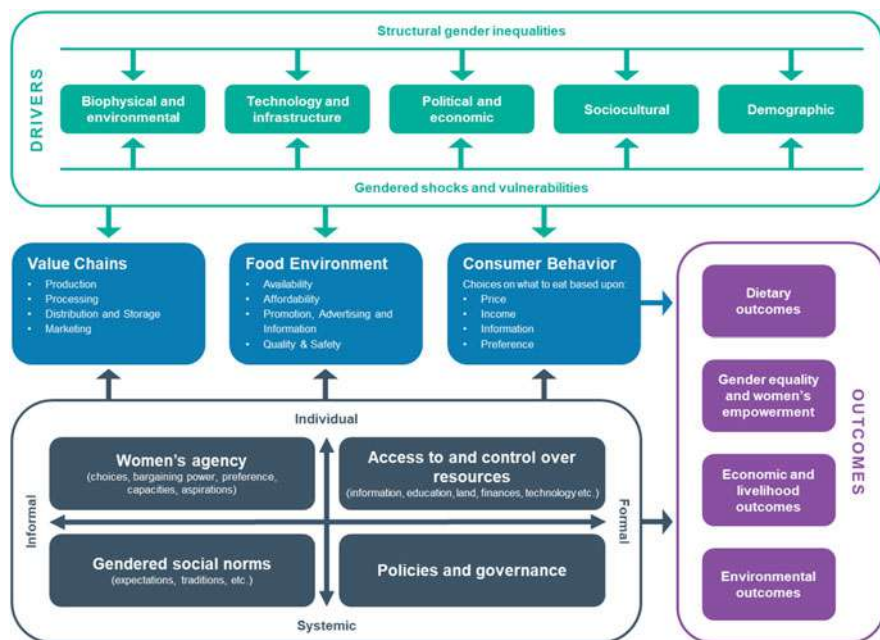 DRIVERS
Structural gender inequalities
Biophysical and
environmental
Technology and
infrastructure
Political and
economic
Sociocultural
Demographic
Gendered shocks and vulnerabilities
Value Chains
• Production
• Processing
• Distribution and Storage
• Marketing
Food Environment
• Availability
• Affordability
• Promotion, Advertising and
Information
• Quality & Safety
Consumer Behavior
Choices on what to eat based upon:
• Price
• Income
• Information
• Preference
OUTCOMES
Dietary
outcomes
Gender equality
and women's
empowerment
Economic and
livelihood
outcomes
Environmental
outcomes
Individual
Informal
Formal
Women's agency
(choices, bargaining power, preference,
capacities, aspirations)
Access to and control over
resources
(information, education, land, finances, technology etc.)
Gendered social norms
(expectations, traditions, etc.)
Policies and governance
Systemic